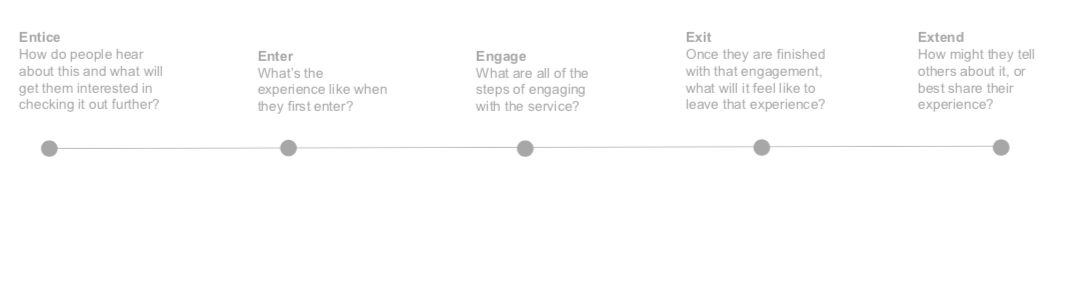 Entice
How do people hear
about this and what will
get them interested in
checking it out further?
Enter
What's the
experience like when
they first enter?
Engage
What are all of the
steps of engaging
with the service?
Exit
Once they are finished
with that engagement,
what will it feel like to
leave that experience?
Extend
How might they tell
others about it, or
best share their
experience?